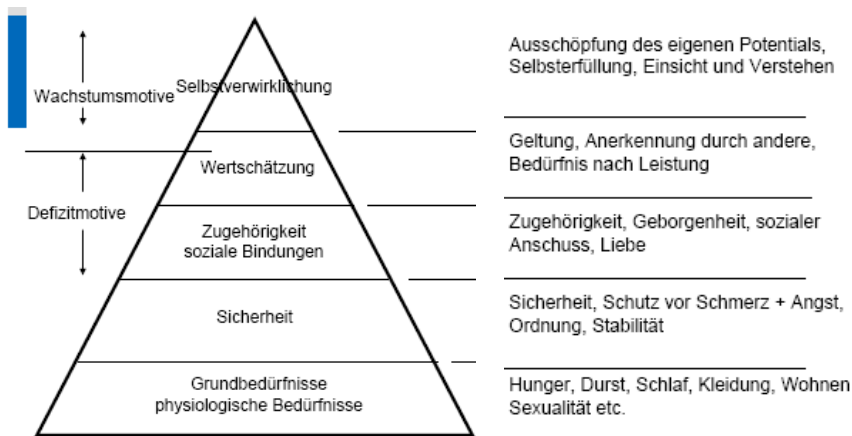 Wachstumsmotive
Defizitmotive
Selbstverwirklichung
Wertschätzung
Zugehörigkeit
soziale Bindungen
Sicherheit
Grundbedürfnisse
physiologische Bedürfnisse
Ausschöpfung des eigenen Potentials,
Selbsterfüllung, Einsicht und Verstehen
Geltung, Anerkennung durch andere,
Bedürfnis nach Leistung
Zugehörigkeit, Geborgenheit, sozialer
Anschuss, Liebe
Sicherheit, Schutz vor Schmerz + Angst,
Ordnung, Stabilität
Hunger, Durst, Schlaf, Kleidung, Wohnen
Sexualität etc.